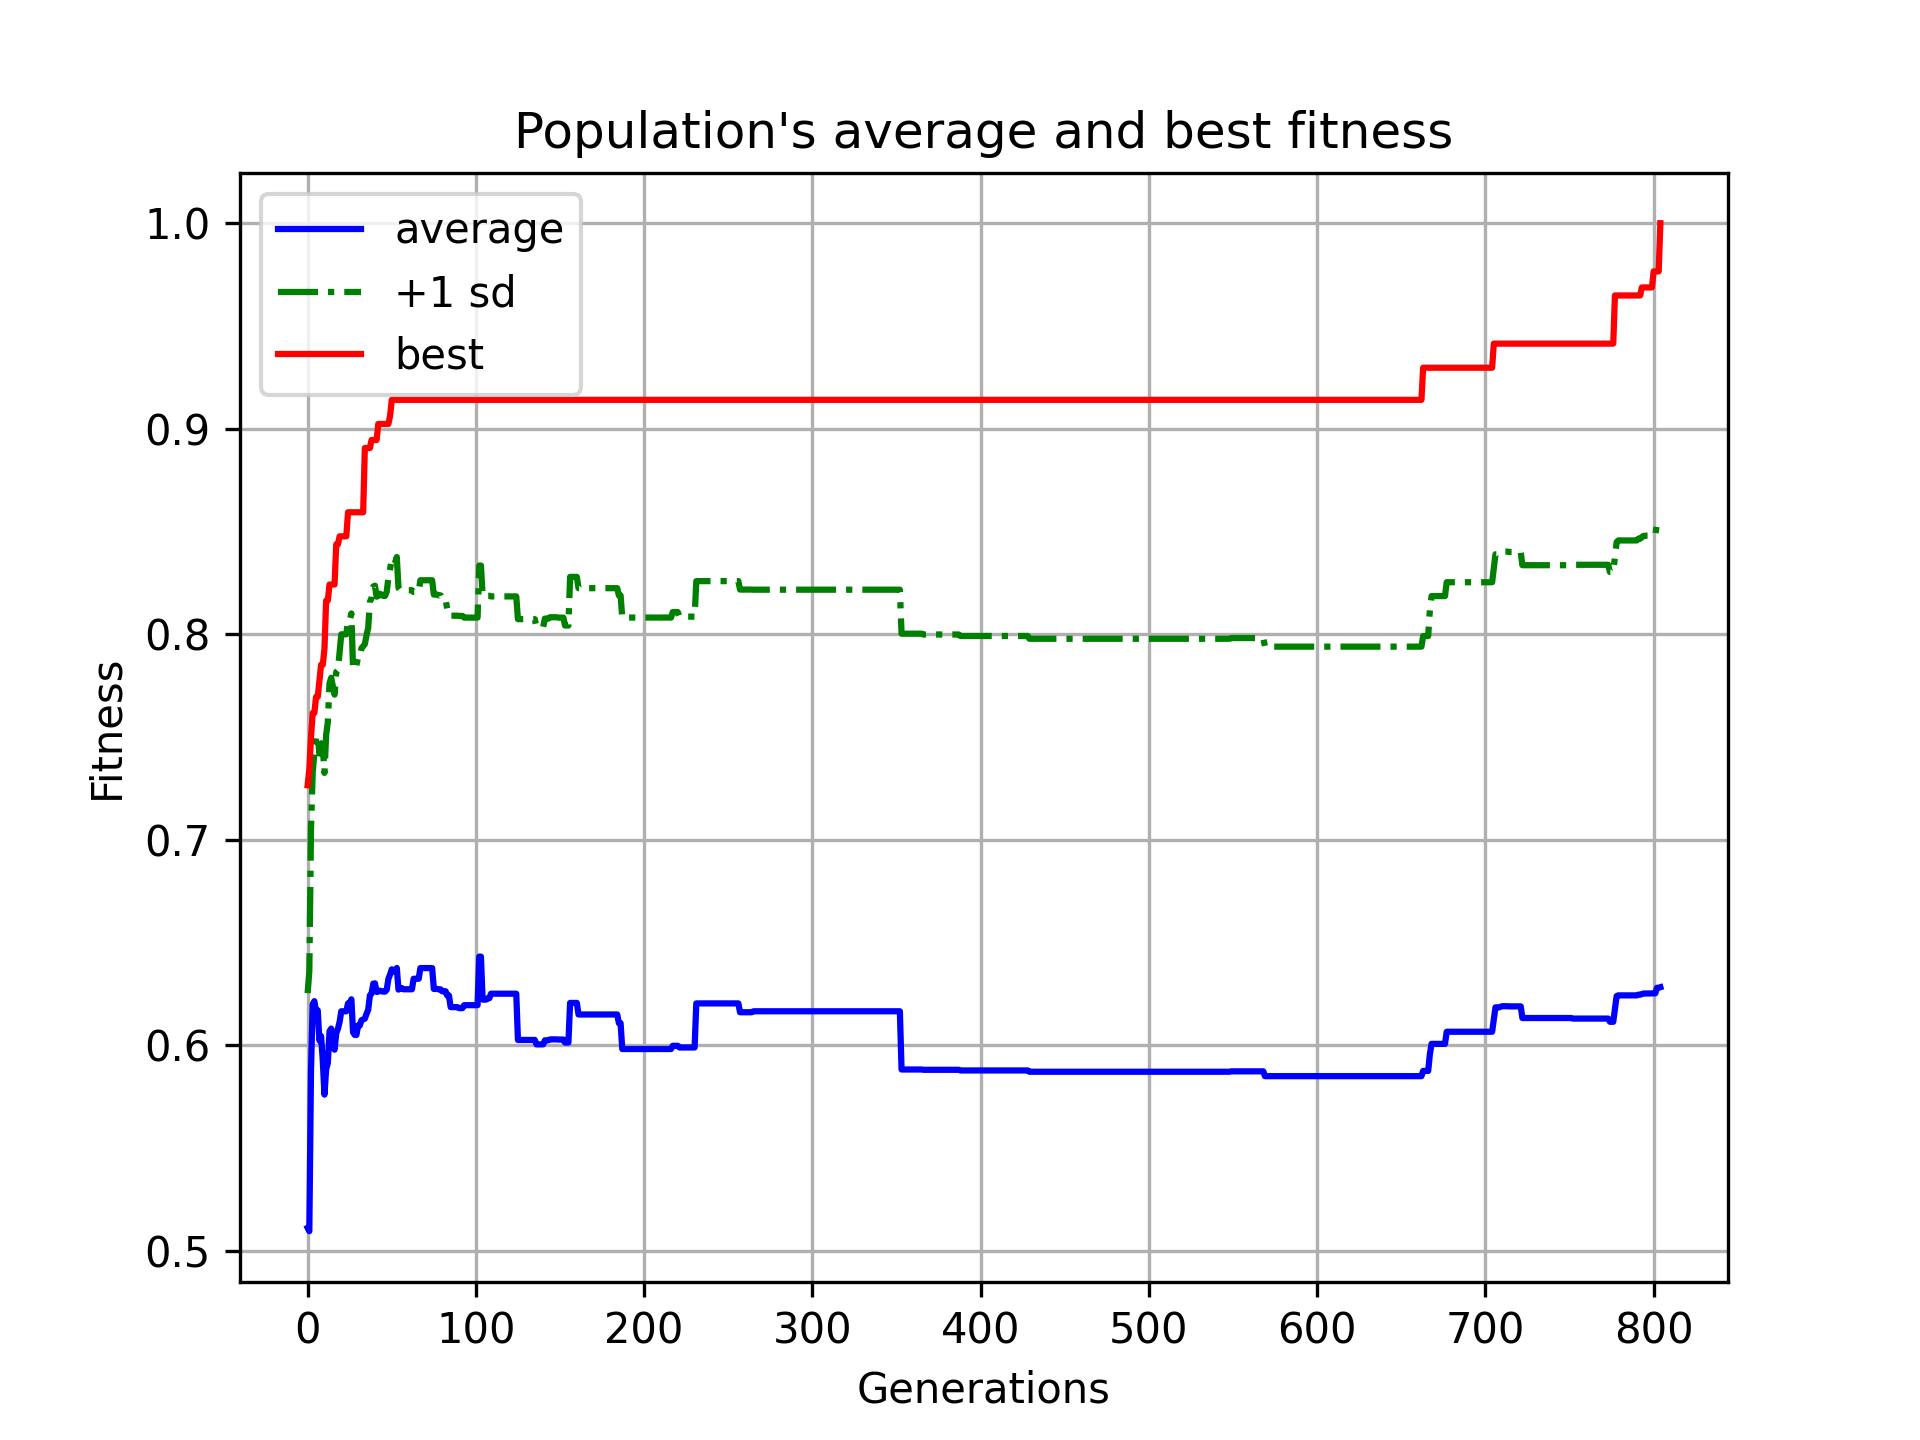 Population's average and best fitness
average
+1 sd
best
1.0
0.9
0.8
0.7
0.6
0.5
Fitness
0 100 200 300 400 500 600 700 800
Generations